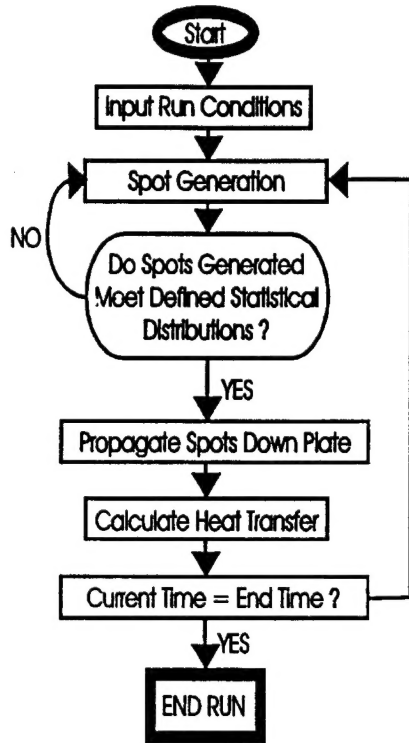 Start
Input Run Conditions
Spot Generation
NO
Do Spots Generated
Meet Defined Statistical
Distributions ?
YES
Propagate Spots Down Plate
Calculate Heat Transfer
Current Time = End Time ?
YES
END RUN